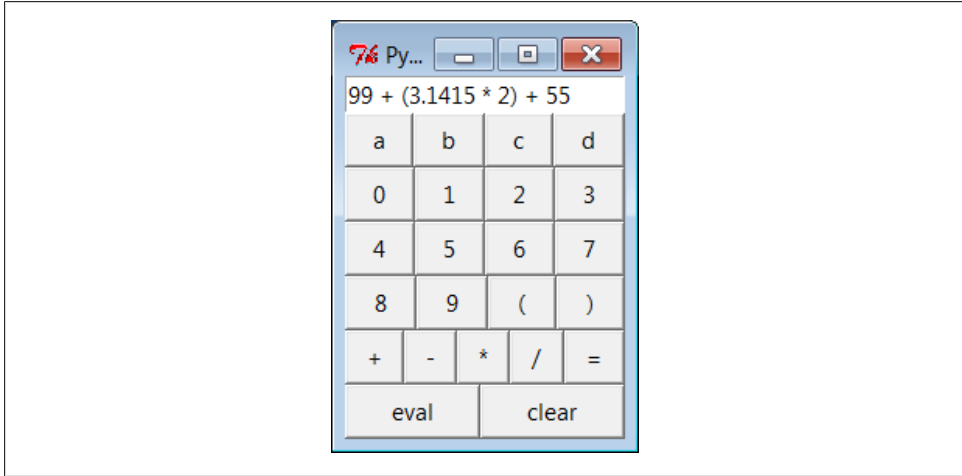 Py...
99 + (3.1415 * 2) + 55
a b c d
0 1 2 3
4 5 6 7
8 9 ( )
+ - * / =
eval clear